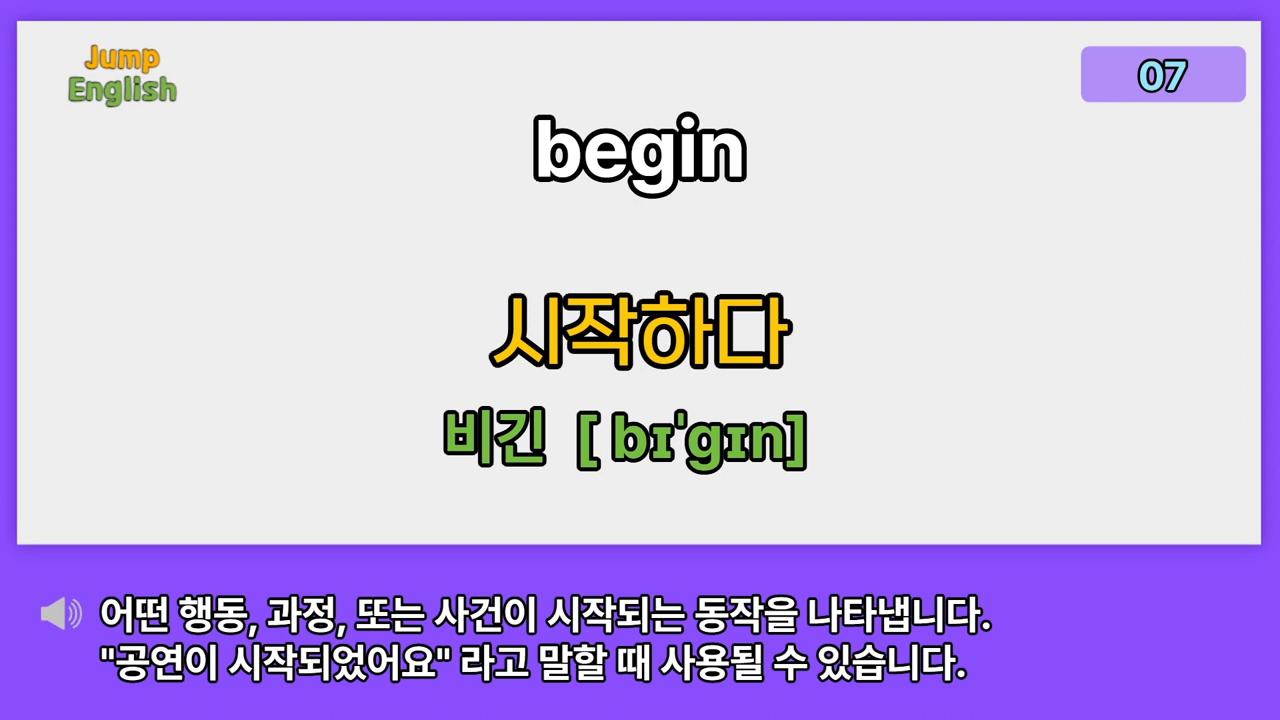 Jump
English
07
begin
시작하다
비긴 [ bɪˈgɪn]
어떤 행동, 과정, 또는 사건이 시작되는 동작을 나타냅니다.
"공연이 시작되었어요" 라고 말할 때 사용될 수 있습니다.